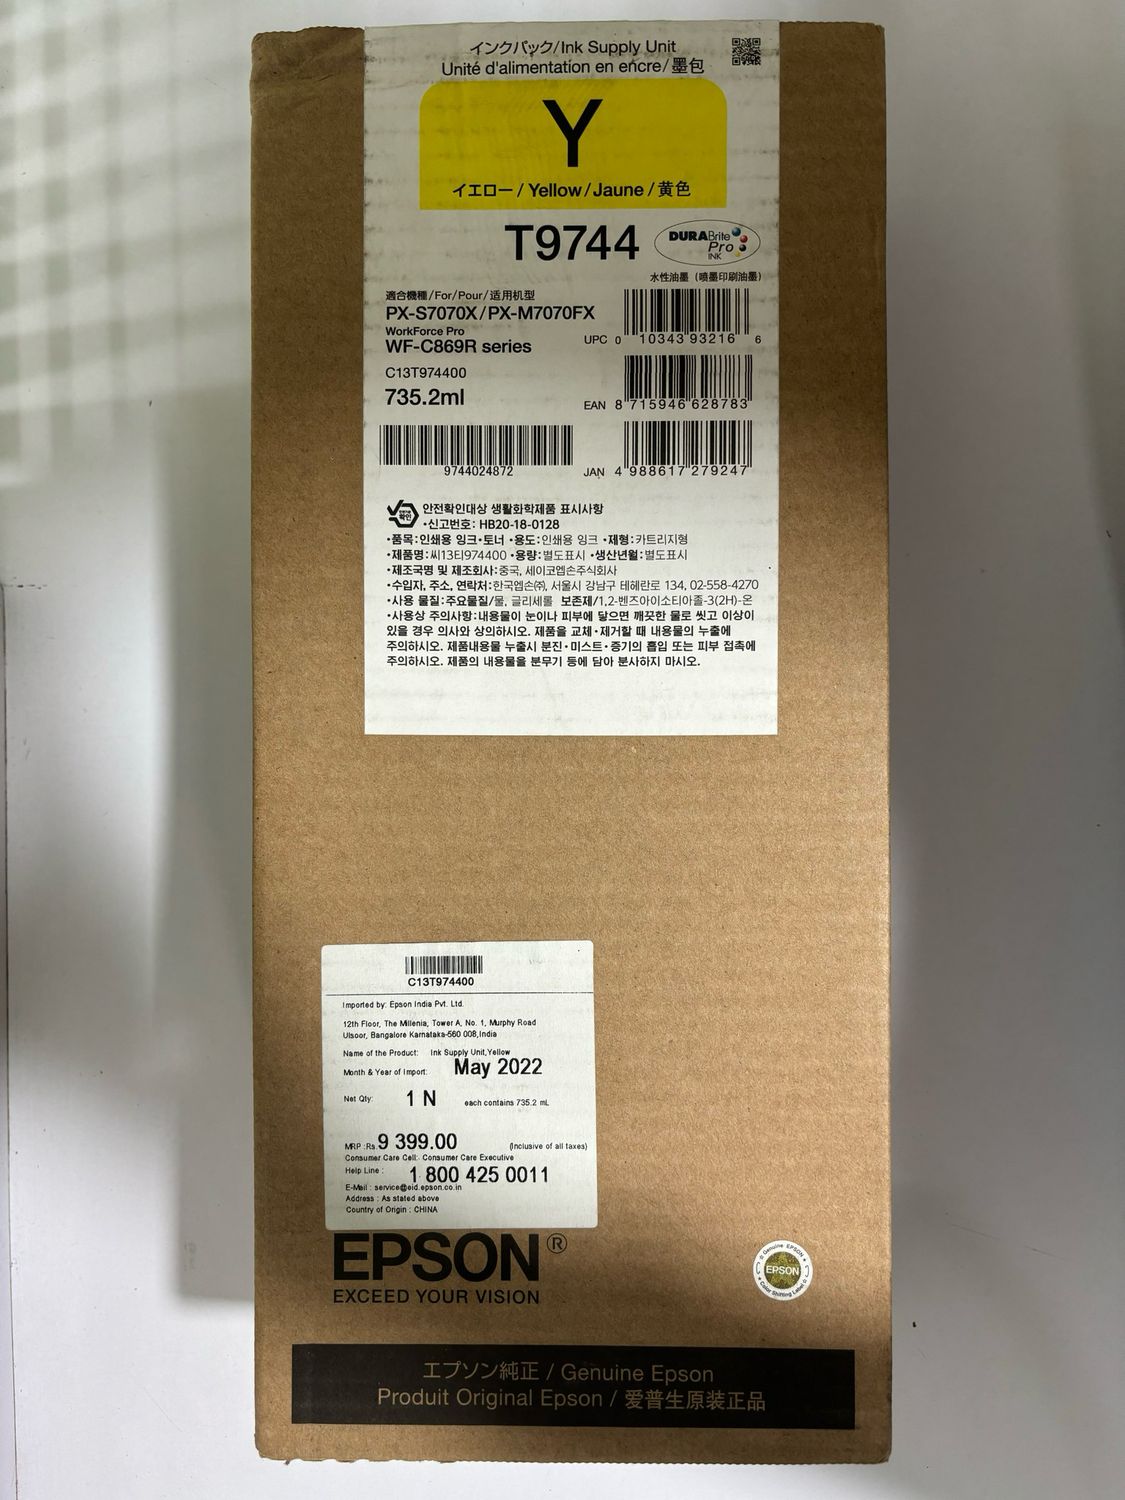 インクパック/Ink Supply Unit
Unité d'alimentation en encre/墨包
Y
イエロー/Yellow/Jaune/黄色
T9744
DURABrite
Pro
INK
水性油墨（喷墨印刷油墨）
適合機種/For/Pour/适用机型
PX-S7070X/PX-M7070FX
WorkForce Pro
WF-C869R series
C13T974400
735.2ml
UPC 0 10343 93216 6
EAN 8 715946 628783
9744024872
JAN 4 988617 279247
안전확인대상 생활화학제품 표시사항
•신고번호: HB20-18-0128
•품목:인쇄용 잉크•토너 •용도:인쇄용 잉크 •제형:카트리지형
•제품명:씨13티974400 •용량:별도표시 •생산년월:별도표시
•제조국명 및 제조회사:중국, 세이코엡손주식회사
•수입자, 주소, 연락처:한국엡손㈜, 서울시 강남구 테헤란로 134, 02-558-4270
•사용 물질:주요물질/물, 글리세롤 보존제/1,2-벤즈아이소티아졸-3(2H)-온
•사용상 주의사항:내용물이 눈이나 피부에 닿으면 깨끗한 물로 씻고 이상이
있을 경우 의사와 상의하시오. 제품을 교체•제거할 때 내용물의 누출에
주의하시오. 제품내용물 누출시 분진•미스트•증기의 흡입 또는 피부 접촉에
주의하시오. 제품의 내용물을 분무기 등에 담아 분사하지 마시오.
C13T974400
Imported by: Epson India Pvt. Ltd.
12th Floor, The Millenia, Tower A, No. 1, Murphy Road
Ulsoor, Bangalore Karnataka-560 008,India
Name of the Product: Ink Supply Unit,Yellow
Month & Year of Import: May 2022
Net Qty: 1 N each contains 735.2 mL
MRP :Rs.9 399.00 (Inclusive of all taxes)
Consumer Care Cell:- Consumer Care Executive
Help Line : 1 800 425 0011
E-Mail : service@eid.epson.co.in
Address : As stated above
Country of Origin : CHINA
EPSON®
EXCEED YOUR VISION
Genuine EPSON
EPSON
Color Shifting Label
エプソン純正 / Genuine Epson
Produit Original Epson / 爱普生原装正品